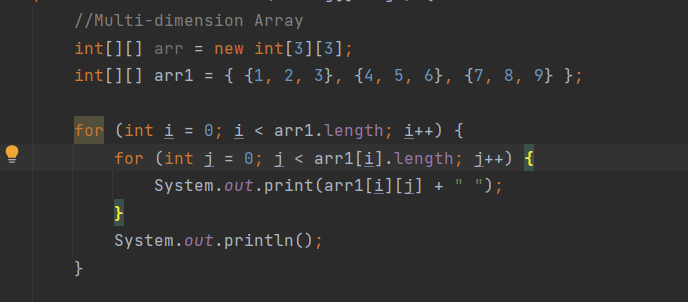 //Multi-dimension Array
int[][] arr = new int[3][3];
int[][] arr1 = { {1, 2, 3}, {4, 5, 6}, {7, 8, 9} };
for (int i = 0; i < arr1.length; i++) {
for (int j = 0; j < arr1[i].length; j++) {
System.out.print(arr1[i][j] + " ");
}
System.out.println();
}